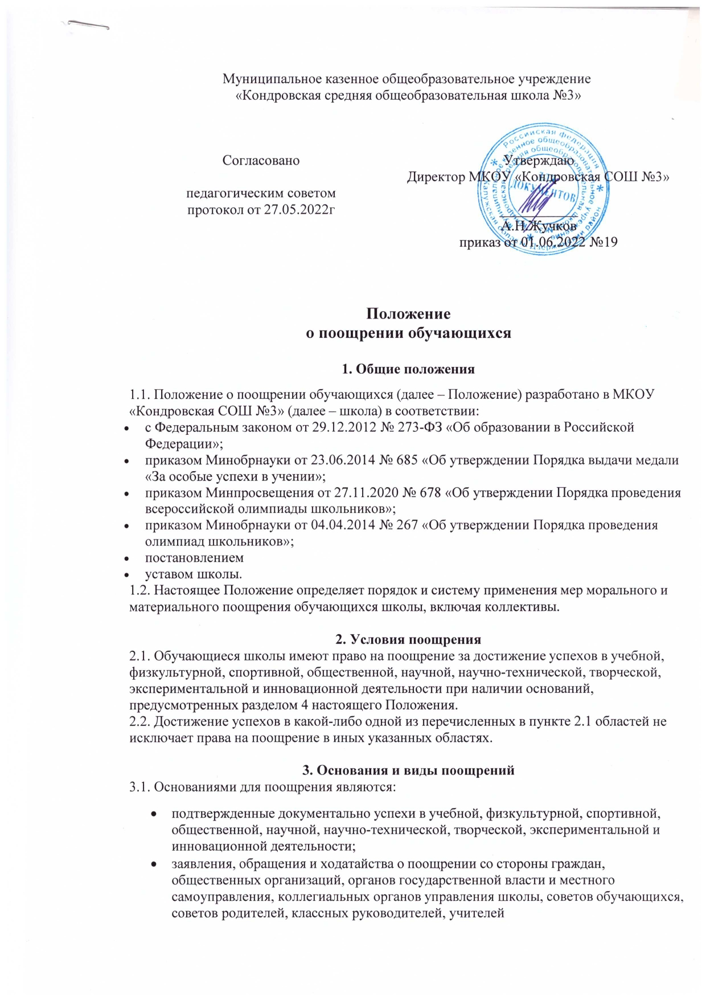 Муниципальное казенное общеобразовательное учреждение
«Кондровская средняя общеобразовательная школа №3»
Согласовано
педагогическим советом
протокол от 27.05.2022г
Утверждаю
Директор МКОУ «Кондровская СОШ №3»
А.Н.Жучков
приказ от 01.06.2022 №19
Российская Федерация
ДОКУМЕНТОВ
Положение
о поощрении обучающихся
1. Общие положения
1.1. Положение о поощрении обучающихся (далее – Положение) разработано в МКОУ
«Кондровская СОШ №3» (далее – школа) в соответствии:
• с Федеральным законом от 29.12.2012 № 273-ФЗ «Об образовании в Российской
Федерации»;
• приказом Минобрнауки от 23.06.2014 № 685 «Об утверждении Порядка выдачи медали
«За особые успехи в учении»;
• приказом Минпросвещения от 27.11.2020 № 678 «Об утверждении Порядка проведения
всероссийской олимпиады школьников»;
• приказом Минобрнауки от 04.04.2014 № 267 «Об утверждении Порядка проведения
олимпиад школьников»;
• постановлением
• уставом школы.
1.2. Настоящее Положение определяет порядок и систему применения мер морального и
материального поощрения обучающихся школы, включая коллективы.
2. Условия поощрения
2.1. Обучающиеся школы имеют право на поощрение за достижение успехов в учебной,
физкультурной, спортивной, общественной, научной, научно-технической, творческой,
экспериментальной и инновационной деятельности при наличии оснований,
предусмотренных разделом 4 настоящего Положения.
2.2. Достижение успехов в какой-либо одной из перечисленных в пункте 2.1 областей не
исключает права на поощрение в иных указанных областях.
3. Основания и виды поощрений
3.1. Основаниями для поощрения являются:
• подтвержденные документально успехи в учебной, физкультурной, спортивной,
общественной, научной, научно-технической, творческой, экспериментальной и
инновационной деятельности;
• заявления, обращения и ходатайства о поощрении со стороны граждан,
общественных организаций, органов государственной власти и местного
самоуправления, коллегиальных органов управления школы, советов обучающихся,
советов родителей, классных руководителей, учителей